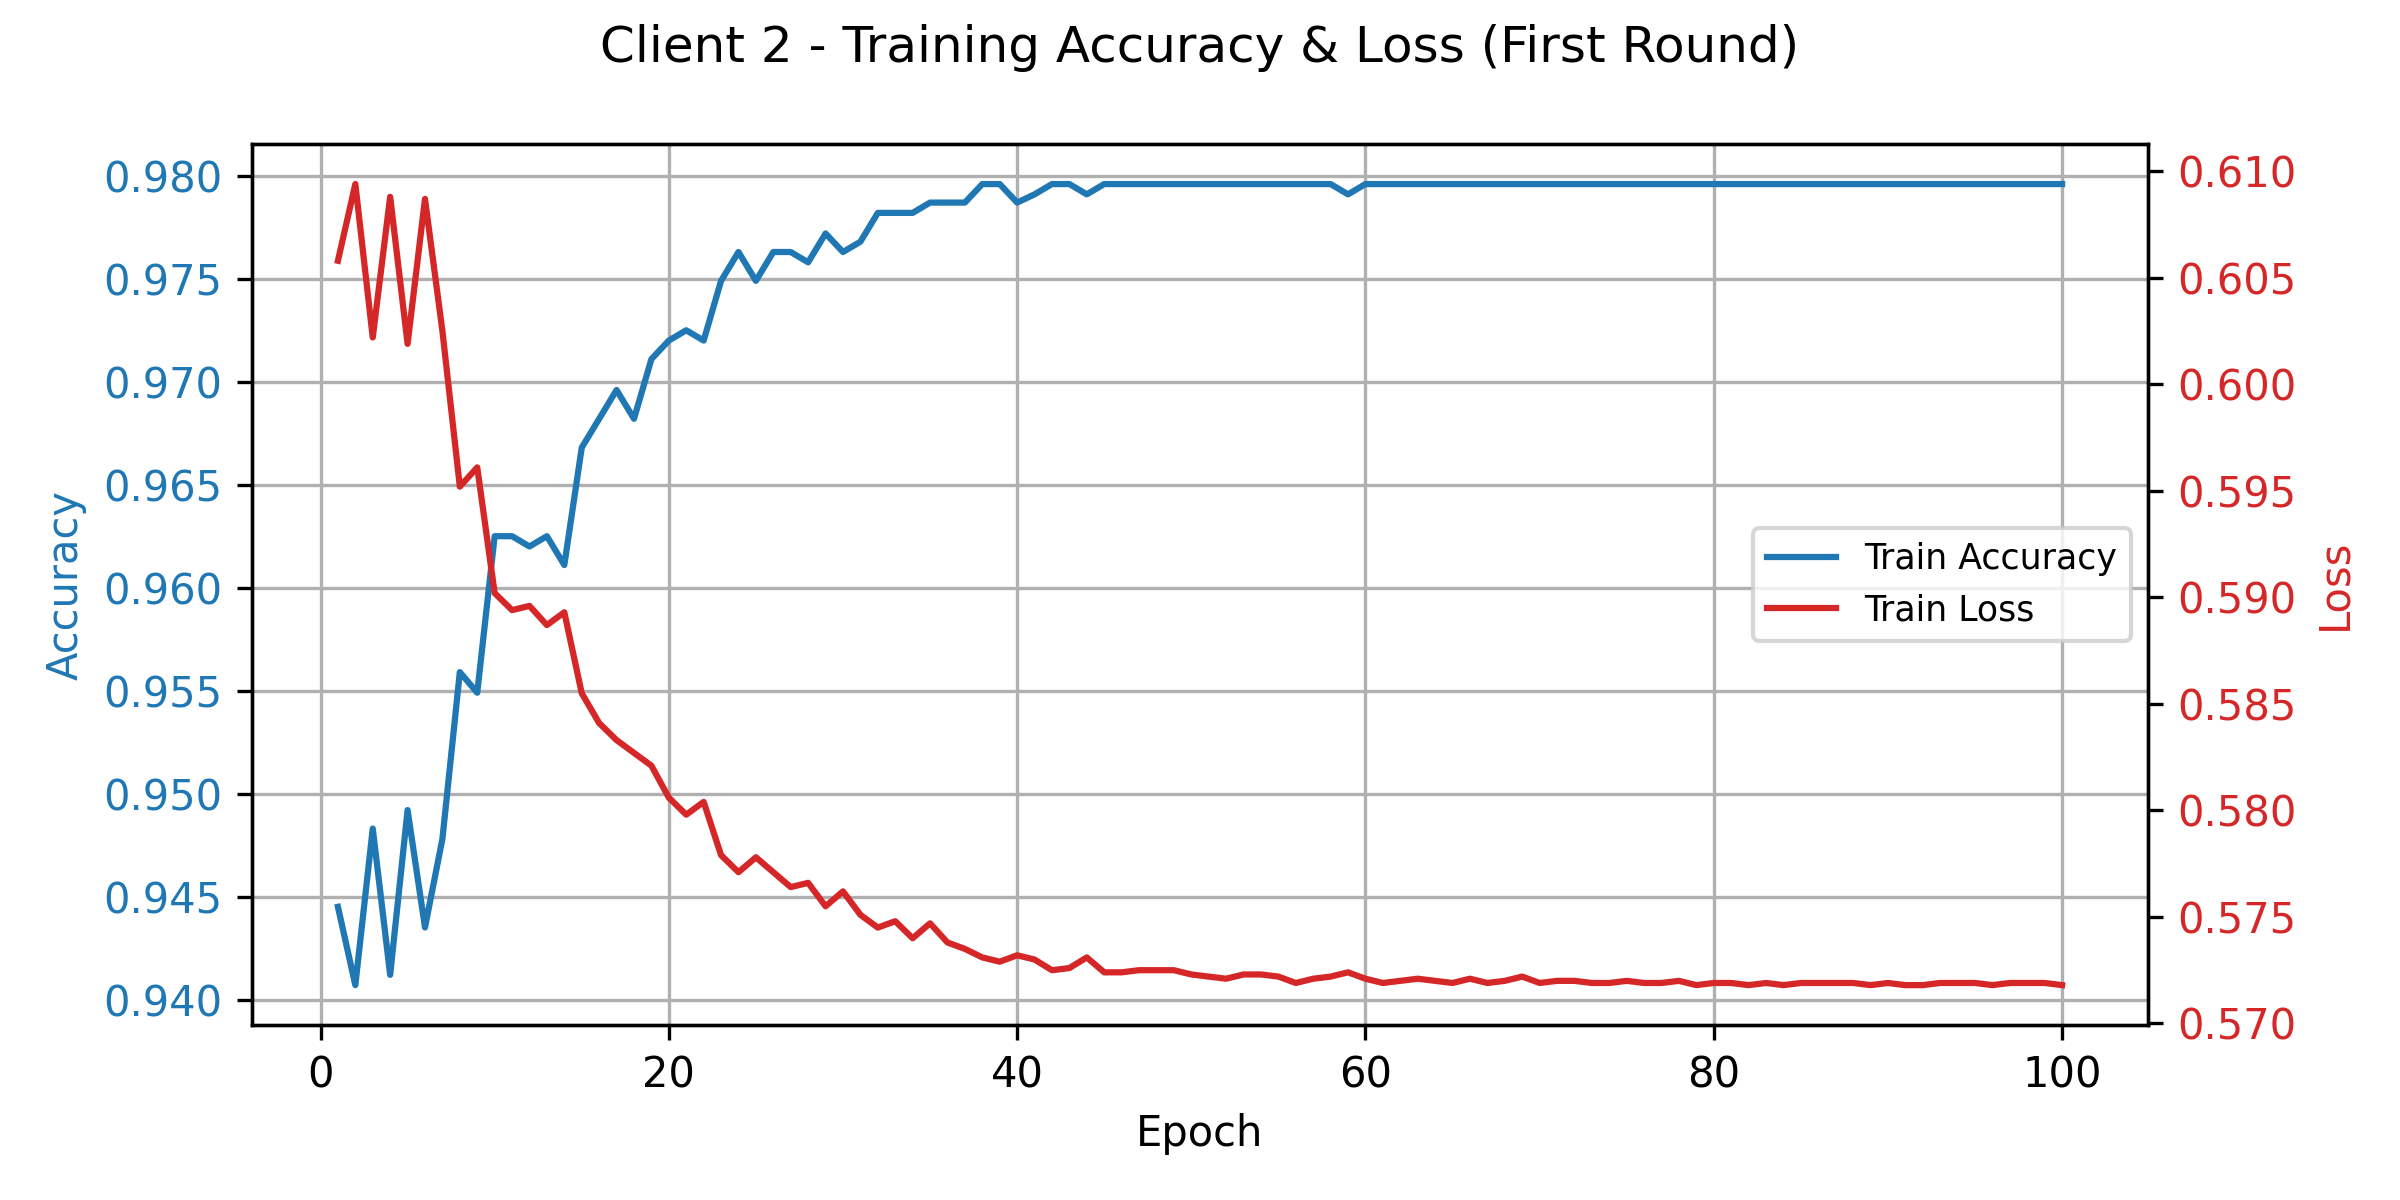 Client 2 - Training Accuracy & Loss (First Round)
Accuracy
0.980
0.975
0.970
0.965
0.960
0.955
0.950
0.945
0.940
0.610
0.605
0.600
0.595
0.590
0.585
0.580
0.575
0.570
Loss
Train Accuracy
Train Loss
0 20 40 60 80 100
Epoch